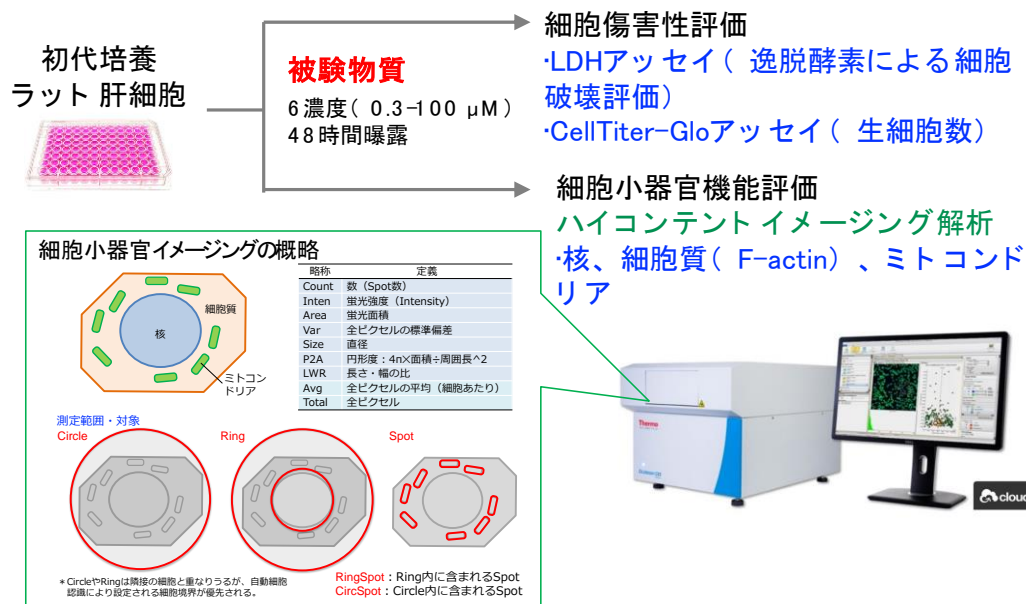 初代培養
ラット肝細胞
被験物質
6濃度( 0.3-100 µM)
48時間曝露
細胞傷害性評価
·LDHアッセイ( 逸脱酵素による細胞
破壊評価)
·CellTiter-Gloアッセイ( 生細胞数)
細胞小器官機能評価
ハイコンテントイメージング解析
·核、細胞質( F-actin) 、ミトコンド
リア
細胞小器官イメージングの概略
細胞質
核
ミトコン
ドリア
略称 定義
Count 数(Spot数)
Inten 蛍光強度(Intensity)
Area 蛍光面積
Var 全ピクセルの標準偏差
Size 直径
P2A 円形度:4π×面積÷周囲長^2
LWR 長さ・幅の比
Avg 全ピクセルの平均(細胞あたり)
Total 全ピクセル
測定範囲・対象
Circle Ring Spot
*CircleやRingは隣接の細胞と重なりうるが、自動細胞
認識により設定される細胞境界が優先される。
RingSpot:Ring内に含まれるSpot
CircSpot:Circle内に含まれるSpot
Thermo
cloud